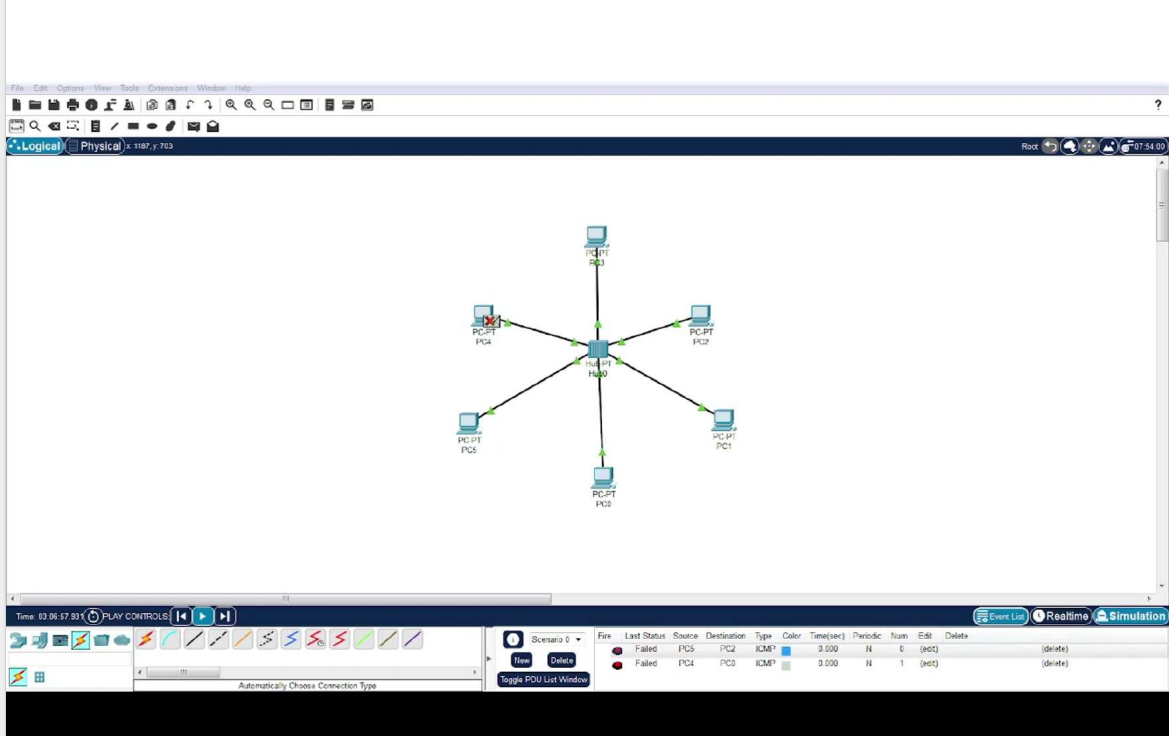 File Edit Options View Tools Extensions Window Help
?
Logical Physical x: 1187, y: 703 Root 07:54:00
PC-PT
PC3
PC-PT
PC4
PC-PT
PC2
Hub-PT
Hub0
PC-PT
PC5
PC-PT
PC1
PC-PT
PC0
Time: 03:06:57.931 PLAY CONTROLS: Event List Realtime Simulation
Scenario 0
New Delete
Toggle PDU List Window
Automatically Choose Connection Type
Fire Last Status Source Destination Type Color Time(sec) Periodic Num Edit Delete
Failed PC5 PC2 ICMP 0.000 N 0 (edit) (delete)
Failed PC4 PC0 ICMP 0.000 N 1 (edit) (delete)